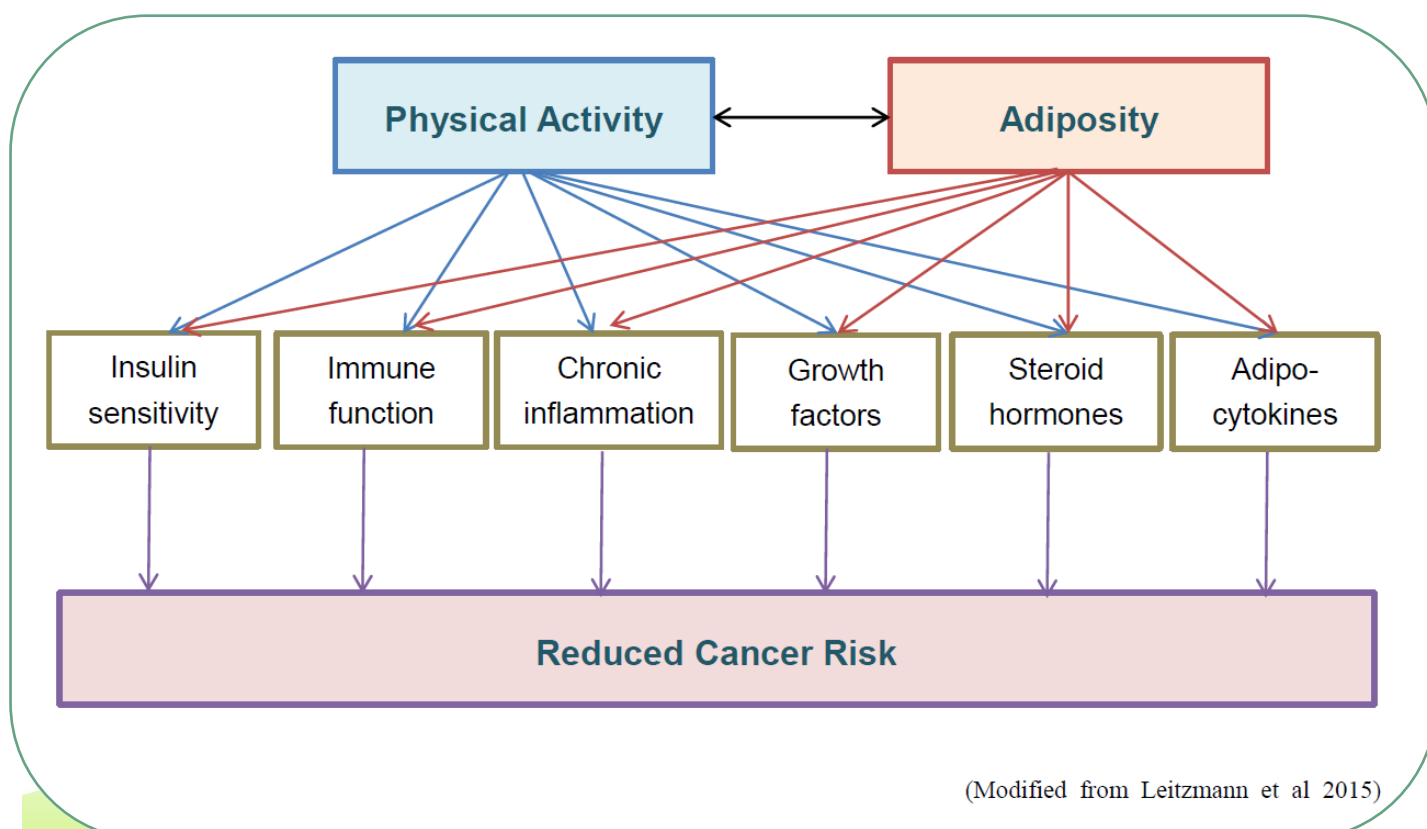 Physical Activity
Adiposity
Insulin
sensitivity
Immune
function
Chronic
inflammation
Growth
factors
Steroid
hormones
Adipo-
cytokines
Reduced Cancer Risk
(Modified from Leitzmann et al 2015)